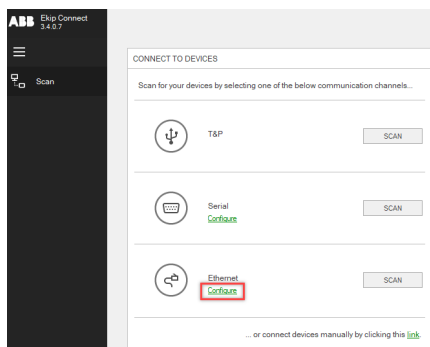 ABB Ekip Connect
3.4.0.7
CONNECT TO DEVICES
Scan
Scan for your devices by selecting one of the below communication channels...
T&P
SCAN
Serial
SCAN
Configure
Ethernet
SCAN
Configure
... or connect devices manually by clicking this link.